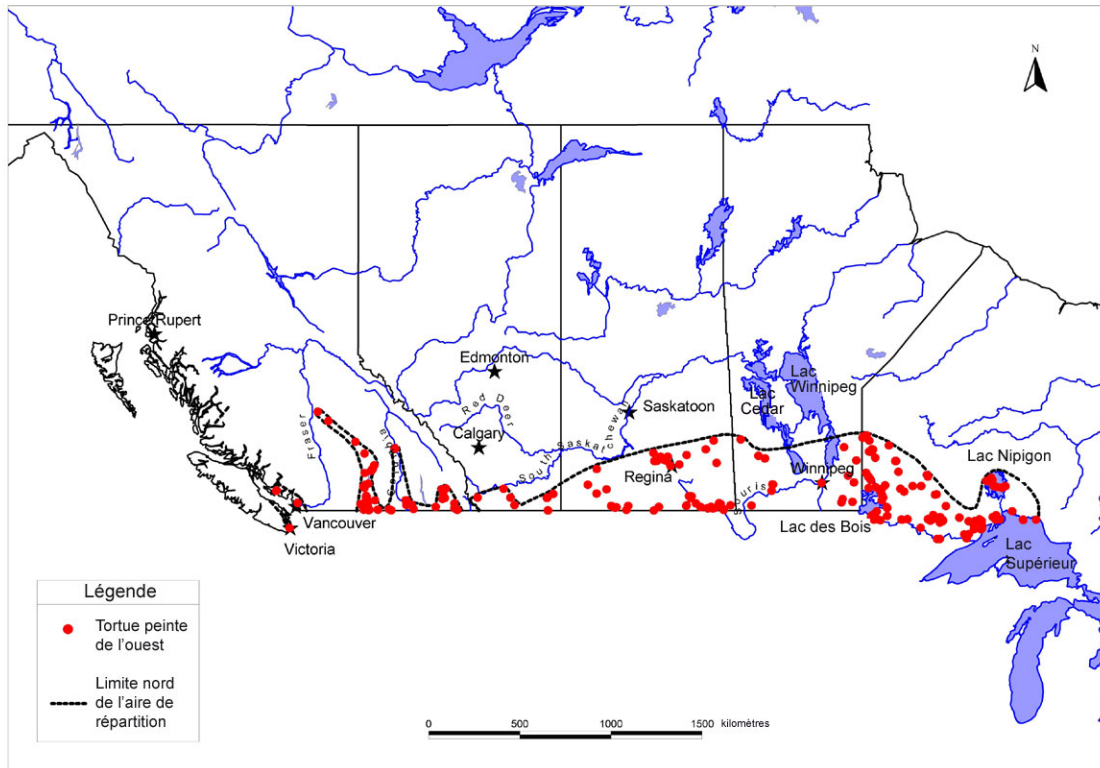 N
Prince Rupert
Edmonton
Red Deer
Saskatoon
Lac
Winnipeg
Lac
Cedar
Calgary
Fraser
Columbia
South Saskatchewan
Regina
Winnipeg
Lac Nipigon
Souris
Vancouver
Lac des Bois
Victoria
Lac
Supérieur
Légende
Tortue peinte
de l'ouest
Limite nord
de l'aire de
répartition
0 500 1000 1500 kilomètres